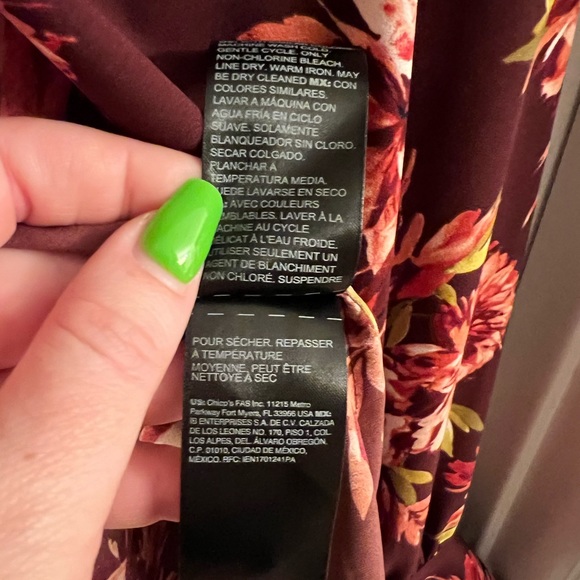 MACHINE WASH COLD
GENTLE CYCLE. ONLY
NON-CHLORINE BLEACH.
LINE DRY. WARM IRON. MAY
BE DRY CLEANED MX: CON
COLORES SIMILARES.
LAVAR A MÁQUINA CON
AGUA FRÍA EN CICLO
SUAVE. SOLAMENTE
BLANQUEADOR SIN CLORO.
SECAR COLGADO.
PLANCHAR A
TEMPERATURA MEDIA.
PUEDE LAVARSE EN SECO
: AVEC COULEURS
EMBLABLES. LAVER À LA
ACHINE AU CYCLE
DÉLICAT À L'EAU FROIDE.
UTILISER SEULEMENT UN
AGENT DE BLANCHIMENT
NON CHLORÉ. SUSPENDRE
POUR SÉCHER. REPASSER
À TEMPÉRATURE
MOYENNE. PEUT ÊTRE
NETTOYÉ À SEC
US: Chico's FAS Inc. 11215 Metro
Parkway Fort Myers, FL 33966 USA MX:
IB ENTERPRISES S.A. DE C.V. CALZADA
DE LOS LEONES NO. 170, PISO 1, COL.
LOS ALPES, DEL. ÁLVARO OBREGÓN.
C.P. 01010, CIUDAD DE MÉXICO,
MÉXICO. RFC: IEN1701241PA